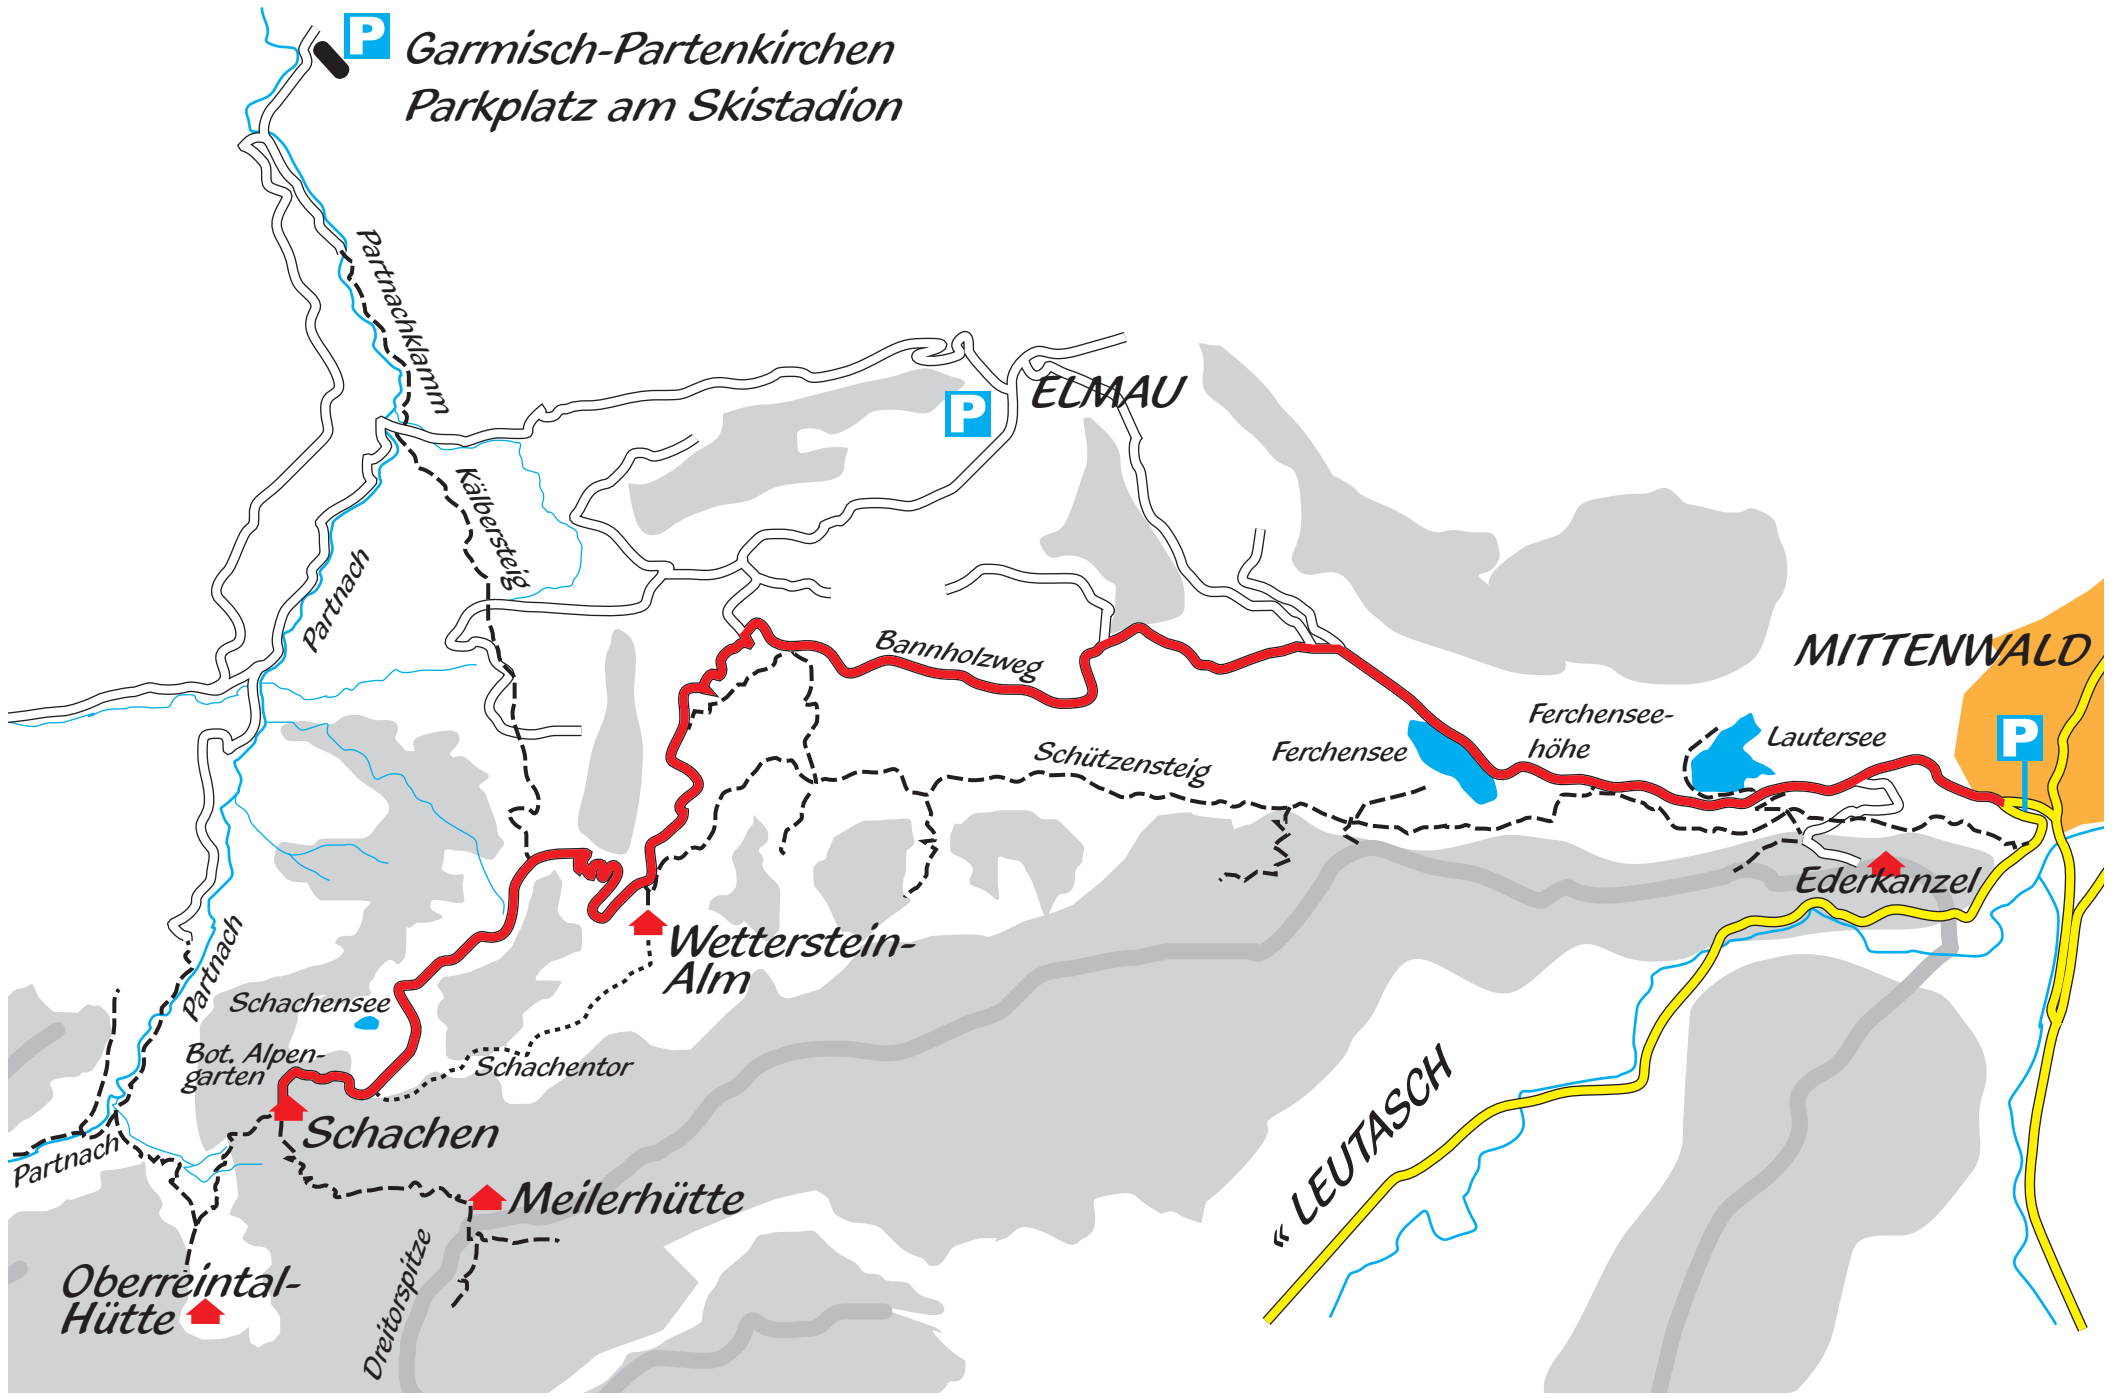 P Garmisch-Partenkirchen
Parkplatz am Skistadion
Partnachklamm
P
ELMAU
Kälbersteig
Partnach
Bannholzweg
MITTENWALD
Ferchensee-
höhe
Lautersee
P
Ferchensee
Schützensteig
Ederkanzel
Wetterstein-
Alm
Partnach
Schachensee
Bot. Alpen-
garten
Schachentor
Schachen
Partnach
Meilerhütte
« LEUTASCH
Dreitorspitze
Oberreintal-
Hütte